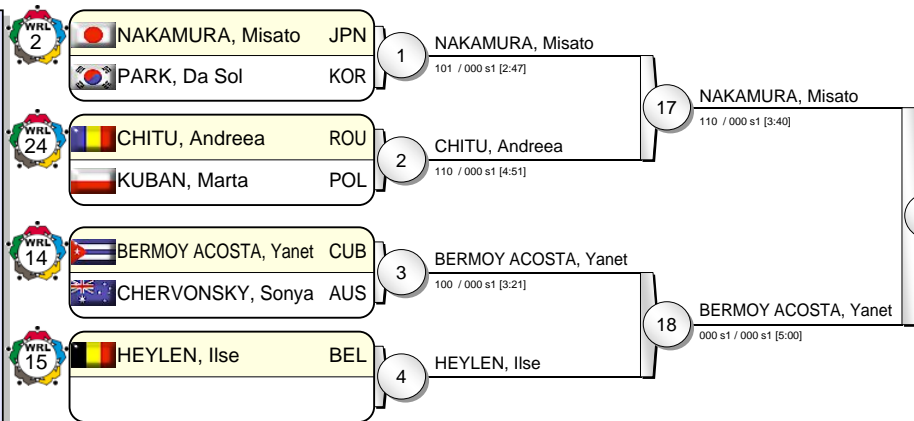 WRL
2
NAKAMURA, Misato JPN
PARK, Da Sol KOR
1
NAKAMURA, Misato
101 / 000 s1 [2:47]
WRL
24
CHITU, Andreea ROU
KUBAN, Marta POL
2
CHITU, Andreea
110 / 000 s1 [4:51]
17
NAKAMURA, Misato
110 / 000 s1 [3:40]
WRL
14
BERMOY ACOSTA, Yanet CUB
CHERVONSKY, Sonya AUS
3
BERMOY ACOSTA, Yanet
100 / 000 s1 [3:21]
WRL
15
HEYLEN, Ilse BEL
4
HEYLEN, Ilse
18
BERMOY ACOSTA, Yanet
000 s1 / 000 s1 [5:00]